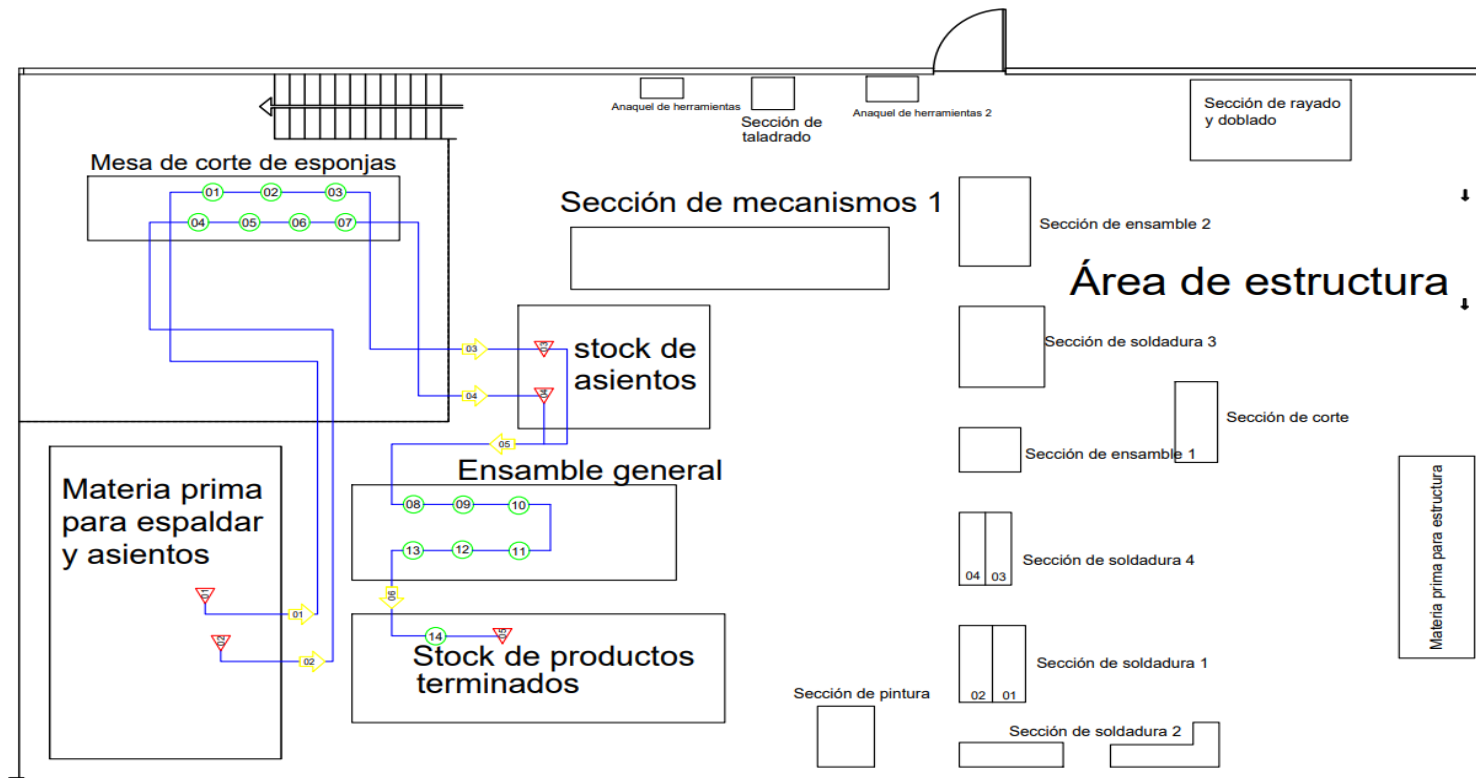 Anaquel de herramientas
Sección de
taladrado
Anaquel de herramientas 2
Sección de rayado
y doblado
Mesa de corte de esponjas
01 02 03
04 05 06 07
Sección de mecanismos 1
Sección de ensamble 2
Área de estructura
Sección de soldadura 3
03
03
stock de
asientos
04
04
Sección de corte
05
Sección de ensamble 1
Ensamble general
08 09 10
13 12 11
Materia prima
para espaldar
y asientos
01
01
02
02
06
14
05
Stock de productos
terminados
04 03
Sección de soldadura 4
02 01
Sección de soldadura 1
Materia prima para estructura
Sección de pintura
Sección de soldadura 2